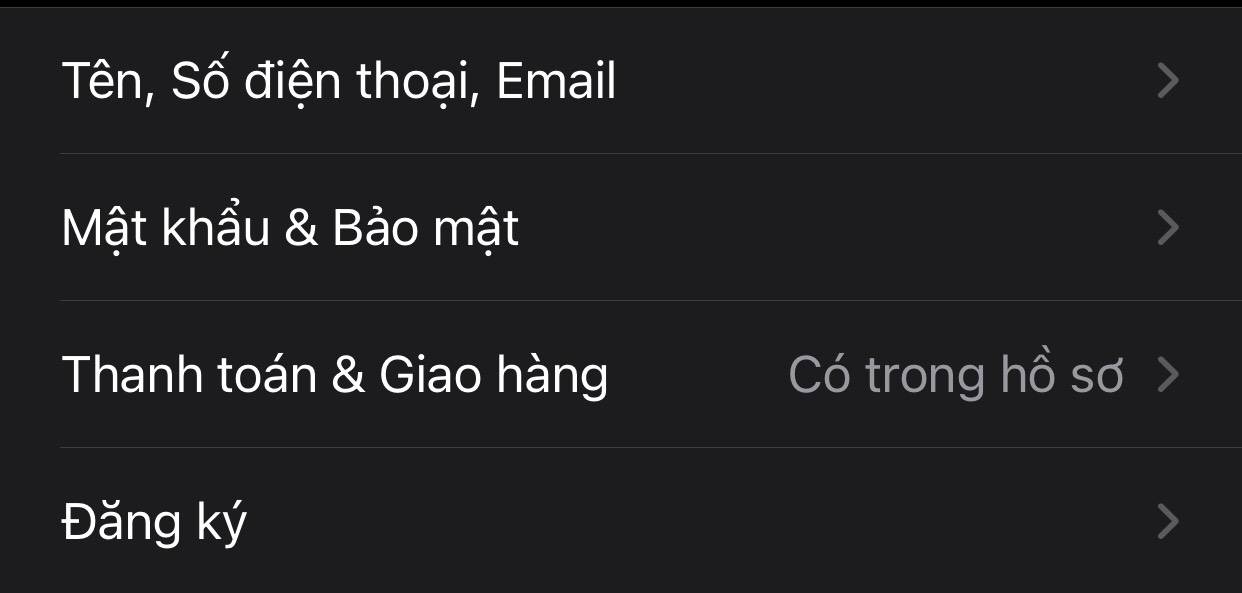 Tên, Số điện thoại, Email
Mật khẩu & Bảo mật
Thanh toán & Giao hàng Có trong hồ sơ
Đăng ký